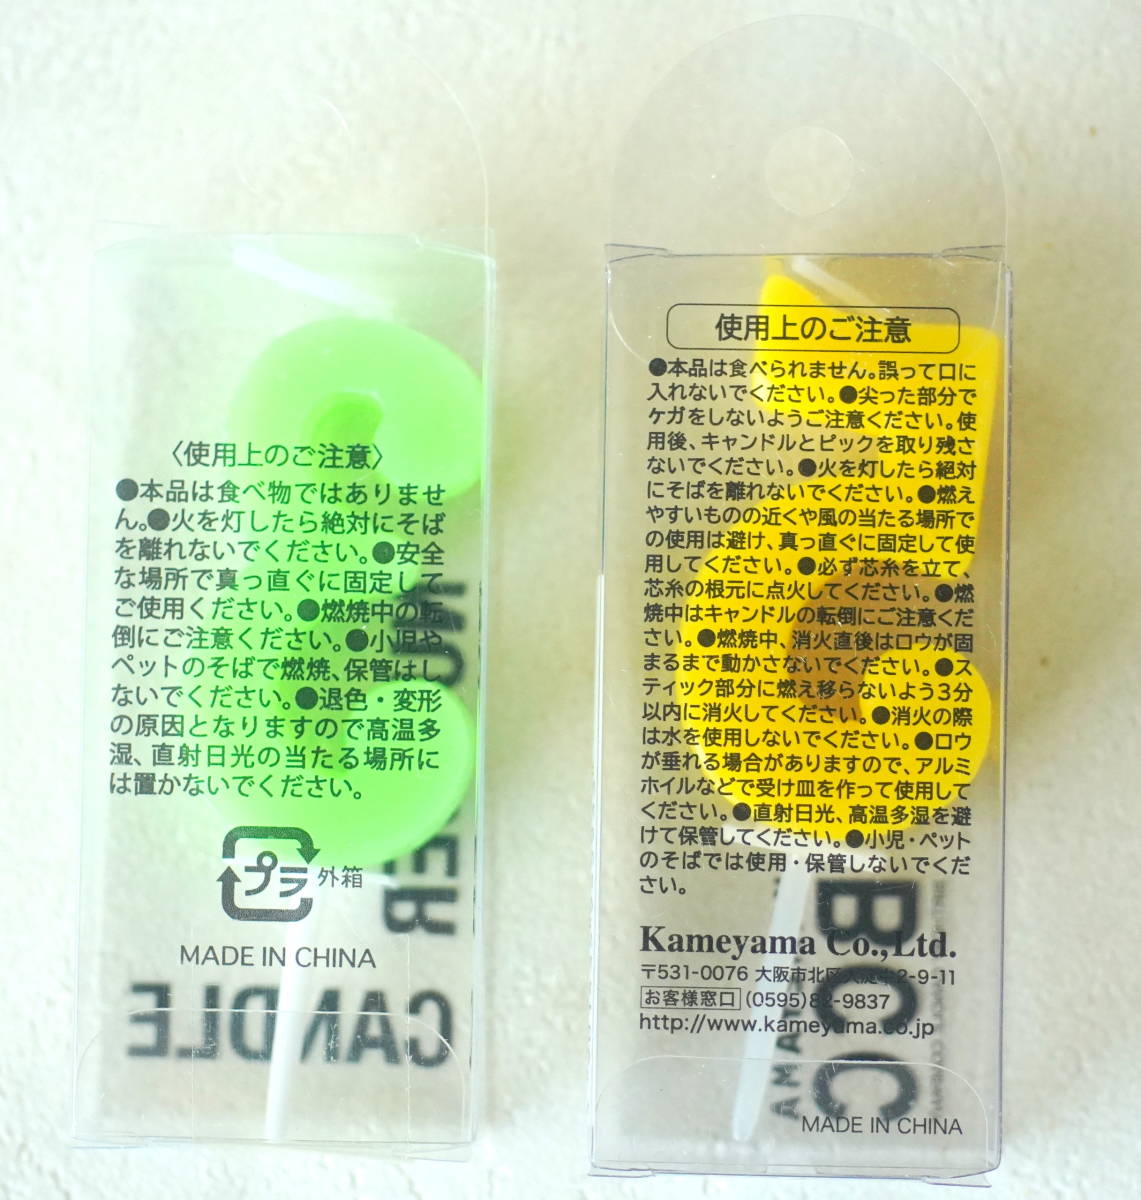 〈使用上のご注意〉
●本品は食べ物ではありませ
ん。●火を灯したら絶対にそば
を離れないでください。●安全
な場所で真っ直ぐに固定して
ご使用ください。●燃焼中の転
倒にご注意ください。●小児や
ペットのそばで燃焼、保管はし
ないでください。●退色・変形
の原因となりますので高温多
湿、直射日光の当たる場所に
は置かないでください。
プラ 外箱
MADE IN CHINA
NUMBER
CANDLE
使用上のご注意
●本品は食べられません。誤って口に
入れないでください。●尖った部分で
ケガをしないようご注意ください。使
用後、キャンドルとピックを取り残さ
ないでください。●火を灯したら絶対
にそばを離れないでください。●燃え
やすいものの近くや風の当たる場所で
の使用は避け、真っ直ぐに固定して使
用してください。●必ず芯糸を立て、
芯糸の根元に点火してください。●燃
焼中はキャンドルの転倒にご注意くだ
さい。●燃焼中、消火直後はロウが固
まるまで動かさないでください。●ス
ティック部分に燃え移らないよう3分
以内に消火してください。●消火の際
は水を使用しないでください。●ロウ
が垂れる場合がありますので、アルミ
ホイルなどで受け皿を作って使用して
ください。●直射日光、高温多湿を避
けて保管してください。●小児・ペット
のそばでは使用・保管しないでくだ
さい。
Kameyama Co.,Ltd.
〒531-0076 大阪市北区大淀中2-9-11
お客様窓口 (0595)82-9837
http://www.kameyama.co.jp
MADE IN CHINA